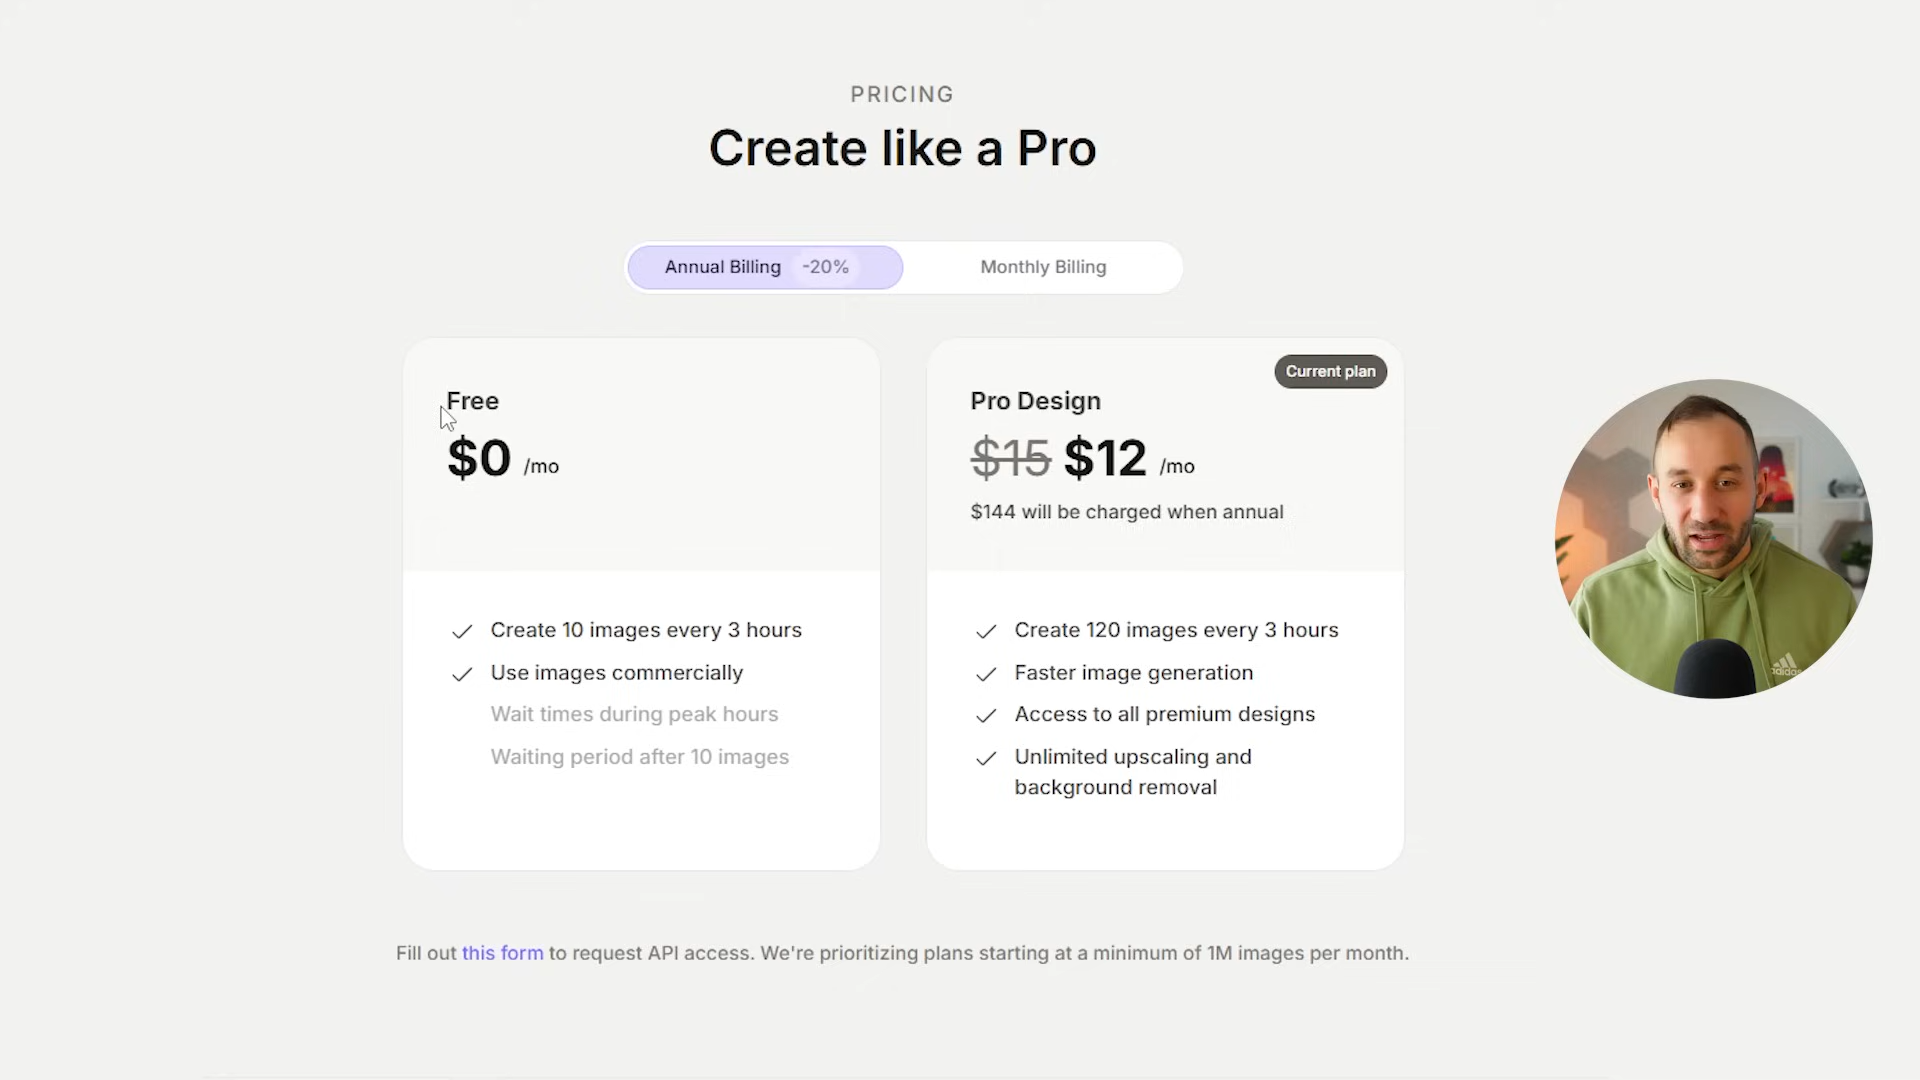 PRICING
Create like a Pro
Annual Billing -20%
Monthly Billing
Free
$0 /mo
Create 10 images every 3 hours
Use images commercially
Wait times during peak hours
Waiting period after 10 images
Current plan
Pro Design
$15 $12 /mo
$144 will be charged when annual
Create 120 images every 3 hours
Faster image generation
Access to all premium designs
Unlimited upscaling and
background removal
Fill out this form to request API access. We're prioritizing plans starting at a minimum of 1M images per month.
adidas